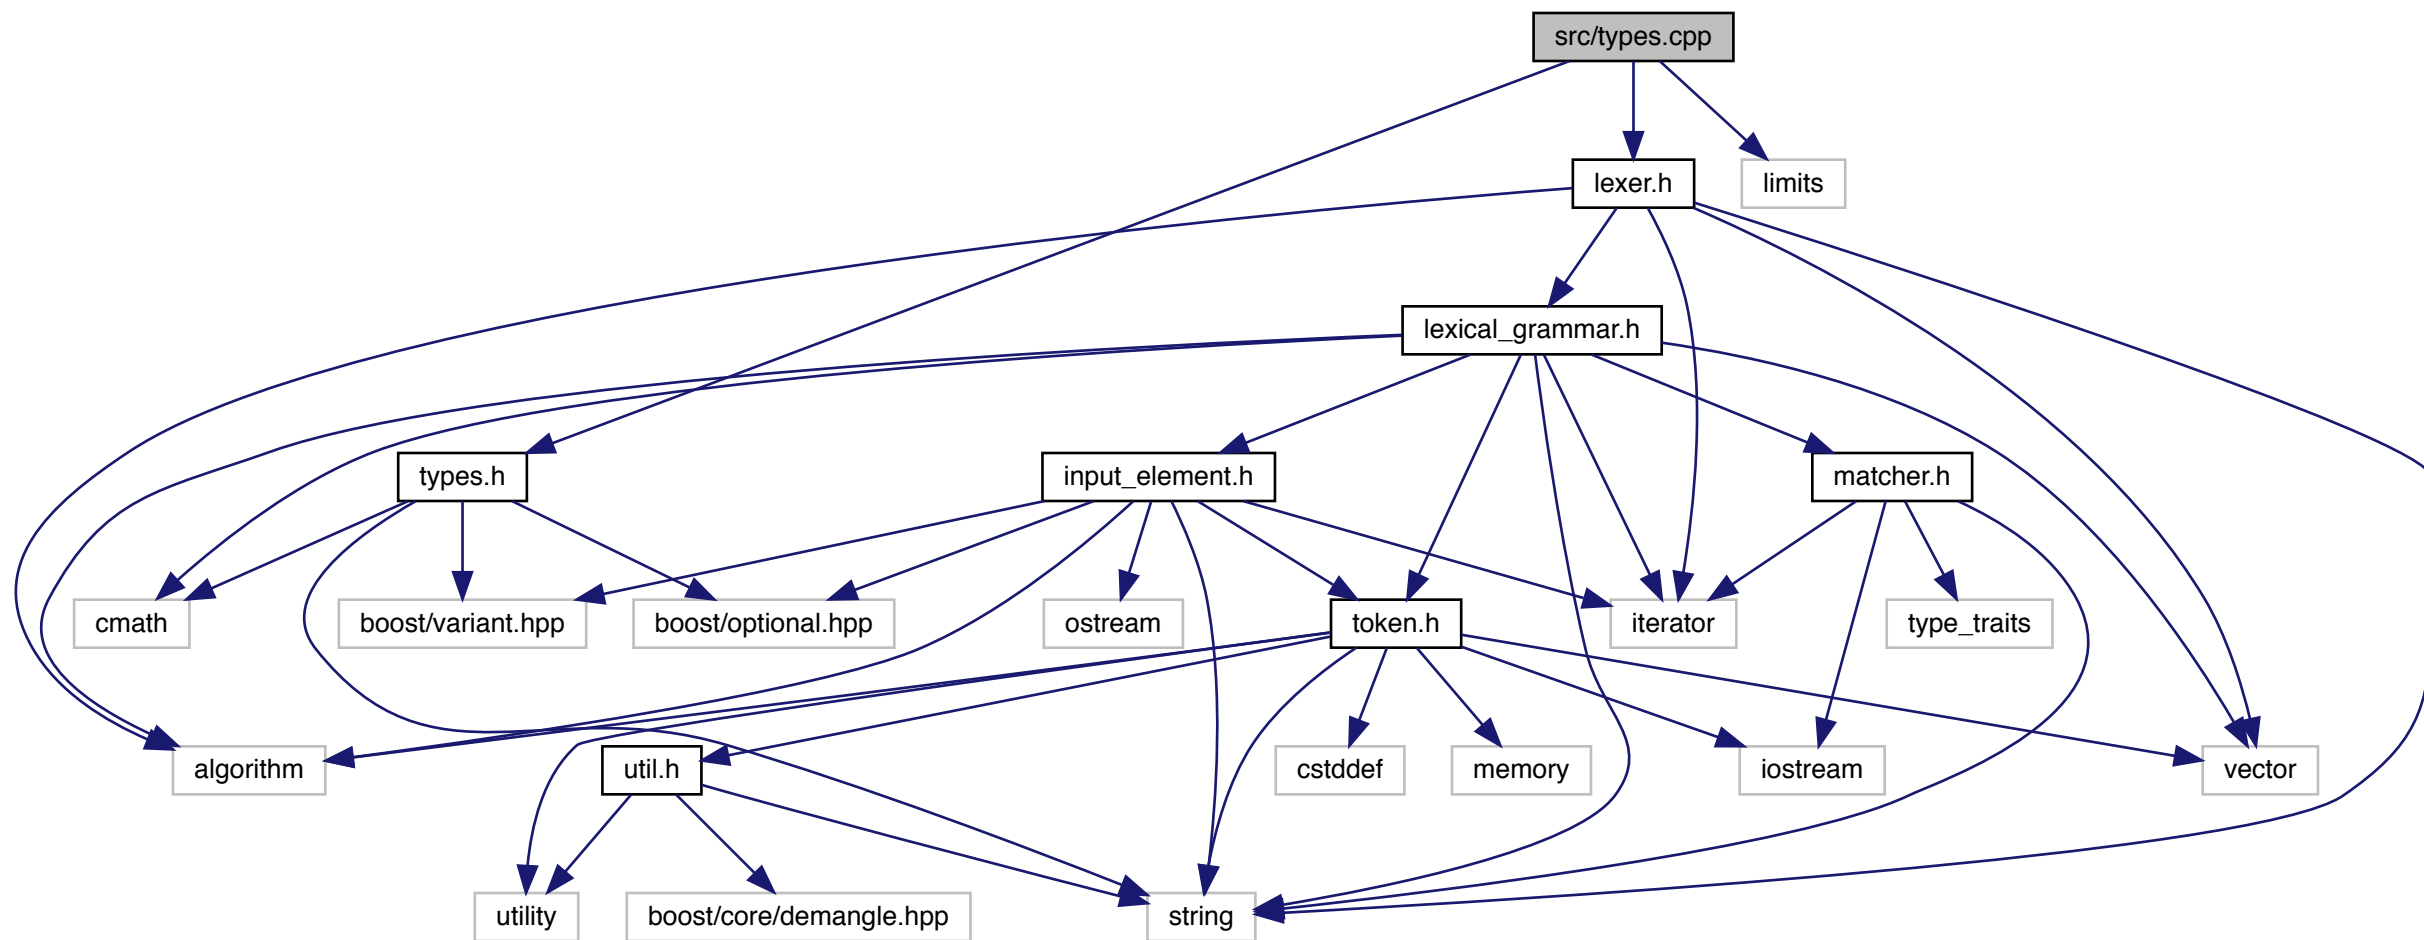 src/types.cpp
lexer.h
limits
lexical_grammar.h
types.h
input_element.h
matcher.h
cmath
boost/variant.hpp
boost/optional.hpp
ostream
token.h
iterator
type_traits
algorithm
util.h
cstddef
memory
iostream
vector
utility
boost/core/demangle.hpp
string